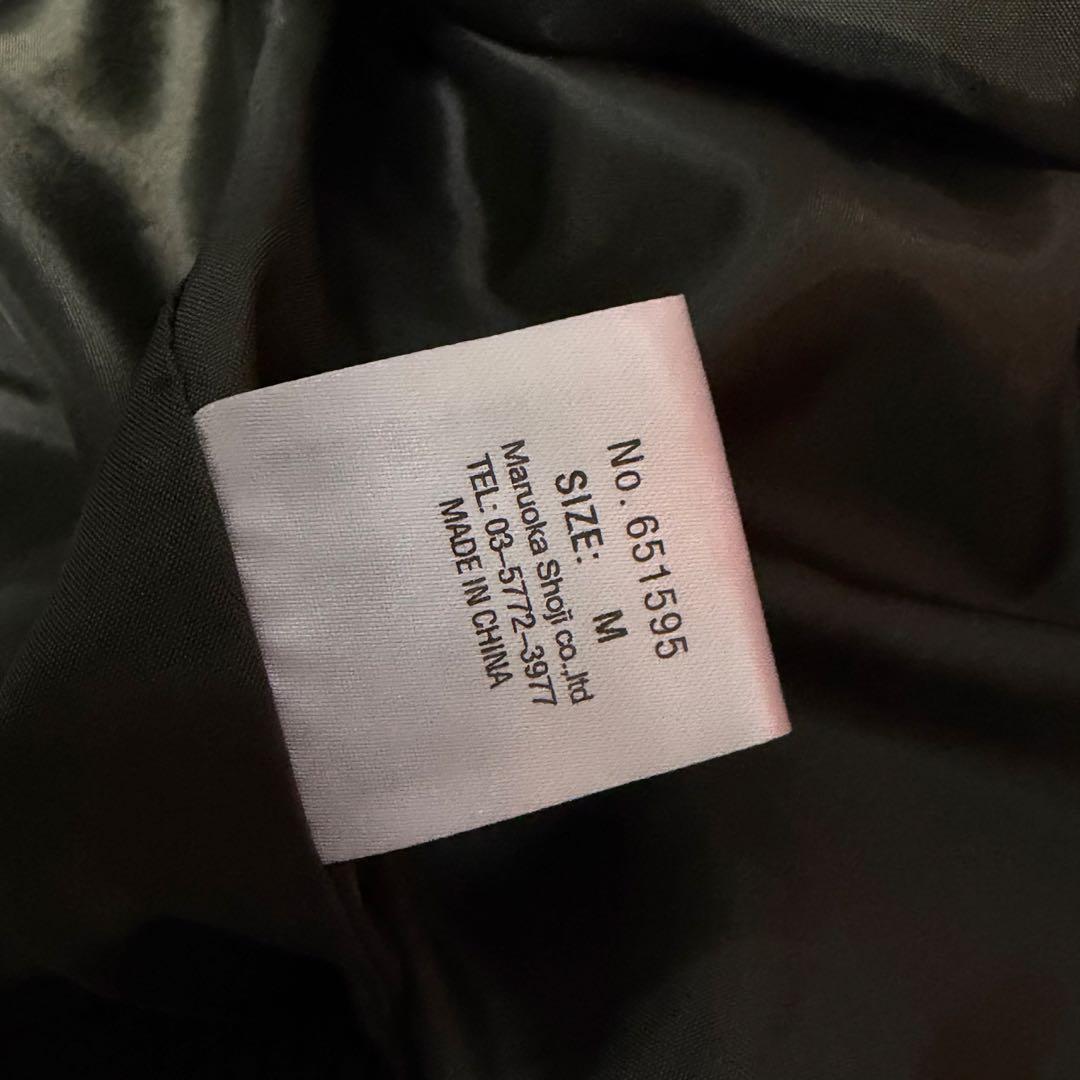 No. 651595
SIZE: M
Maruoka Shoji co.,ltd
TEL: 03-5772-3977
MADE IN CHINA